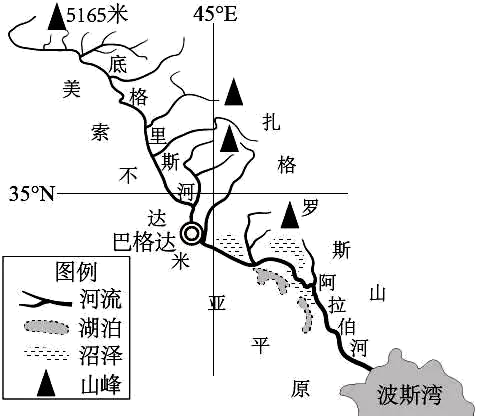 5165米
45°E
底格里斯河
美索不达米亚平原
扎格罗斯山
35°N
巴格达
阿拉伯河
波斯湾
图例
河流
湖泊
沼泽
山峰